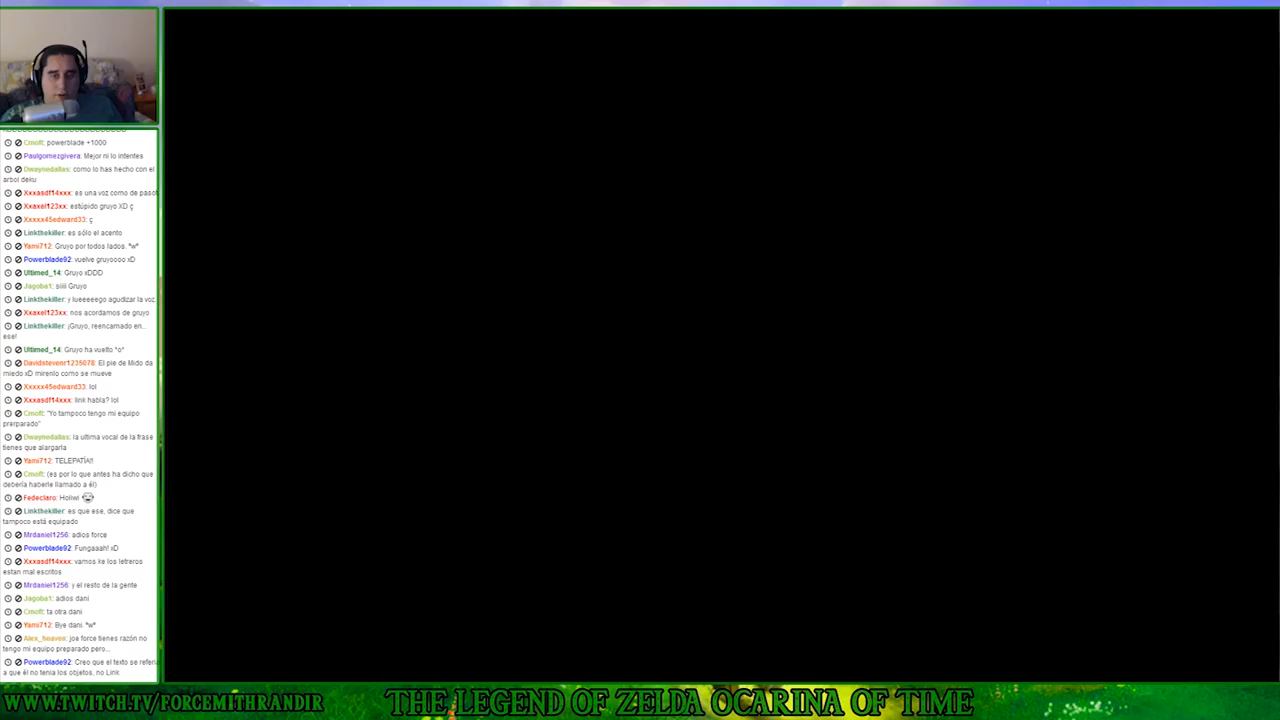 Cmolt: powerblade +1000
Paulgomezgivera: Mejor ni lo intentes
Dwaynedallas: como lo has hecho con el
arbol deku
Xxxasdf14xxx: es una voz como de pasot
Xxaxel123xx: estúpido gruyo XD ç
Xxxxx45edward33: ç
Linkthekiller: es sólo el acento
Yami712: Gruyo por todos lados. *w*
Powerblade92: vuelve gruyoooo xD
Ultimed_14: Gruyo xDDD
Jagoba1: siiii Gruyo
Linkthekiller: y lueeeeego agudizar la voz.
Xxaxel123xx: nos acordamos de gruyo
Linkthekiller: ¡Gruyo, reencarnado en..
ese!
Ultimed_14: Gruyo ha vuelto *o*
Davidstevenr1235078: El pie de Mido da
miedo xD mirenlo como se mueve
Xxxxx45edward33: lol
Xxxasdf14xxx: link habla? lol
Cmolt: "Yo tampoco tengo mi equipo
prerparado"
Dwaynedallas: la ultima vocal de la frase
tienes que alargarla
Yami712: TELEPATÍA!!
Cmolt: (es por lo que antes ha dicho que
debería haberle llamado a él)
Fedeclaro: Holiwi
Linkthekiller: es que ese, dice que
tampoco está equipado
Mrdaniel1256: adios force
Powerblade92: Fungaaah! xD
Xxxasdf14xxx: vamos ke los letreros
estan mal escritos
Mrdaniel1256: y el resto de la gente
Jagoba1: adios dani
Cmolt: ta otra dani
Yami712: Bye dani. *w*
Alex_heaven: joe force tienes razón no
tengo mi equipo preparado pero...
Powerblade92: Creo que el texto se referia
a que él no tenia los objetos, no Link
WWW.TWITCH.TV/FORCEMITHRANDIR
THE LEGEND OF ZELDA OCARINA OF TIME